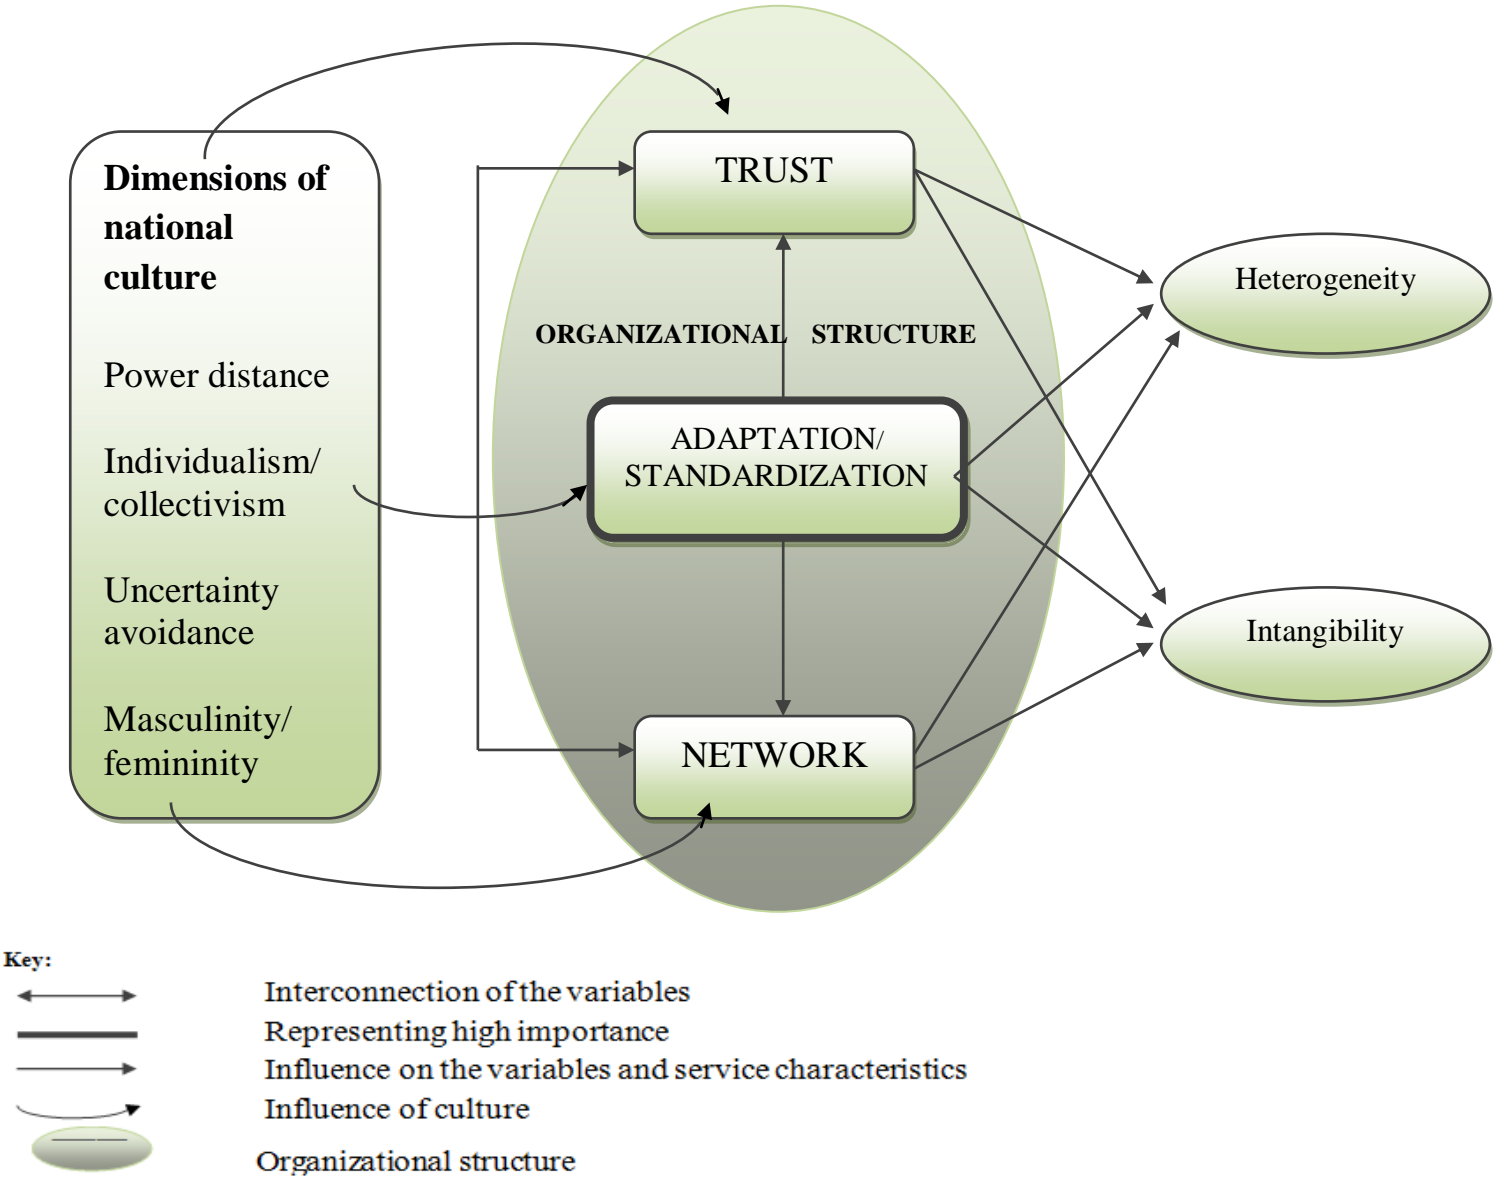 Dimensions of
national
culture
Power distance
Individualism/
collectivism
Uncertainty
avoidance
Masculinity/
femininity
TRUST
ORGANIZATIONAL STRUCTURE
ADAPTATION/
STANDARDIZATION
NETWORK
Heterogeneity
Intangibility
Key:
Interconnection of the variables
Representing high importance
Influence on the variables and service characteristics
Influence of culture
Organizational structure